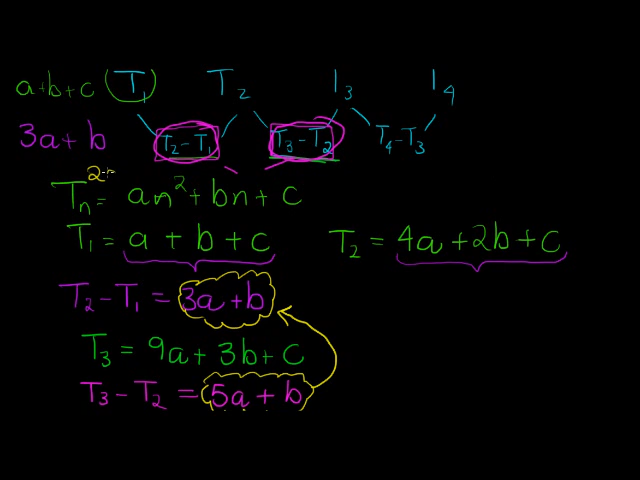 a+b+c T₁ T₂ T₃ T₄
3a+b T₂-T₁ T₃-T₂ T₄-T₃
Tₙ = an² + bn + c
T₁ = a + b + c T₂ = 4a + 2b + c
T₂ - T₁ = 3a + b
T₃ = 9a + 3b + c
T₃ - T₂ = 5a + b